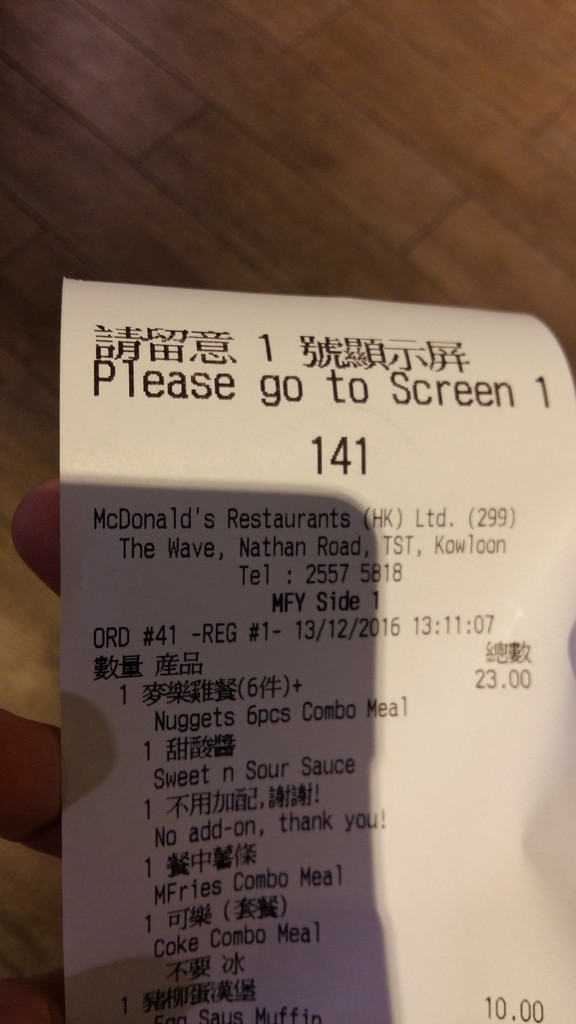 請留意 1 號顯示屏
Please go to Screen 1
141
McDonald's Restaurants (HK) Ltd. (299)
The Wave, Nathan Road, TST, Kowloon
Tel : 2557 5818
MFY Side 1
ORD #41 -REG #1- 13/12/2016 13:11:07
數量 產品 總數
1 麥樂雞餐(6件)+ 23.00
Nuggets 6pcs Combo Meal
1 甜酸醬
Sweet n Sour Sauce
1 不用加配,謝謝!
No add-on, thank you!
1 餐中薯條
MFries Combo Meal
1 可樂 (套餐)
Coke Combo Meal
不要 冰
1 豬柳蛋漢堡 10.00
Egg Saus Muffin